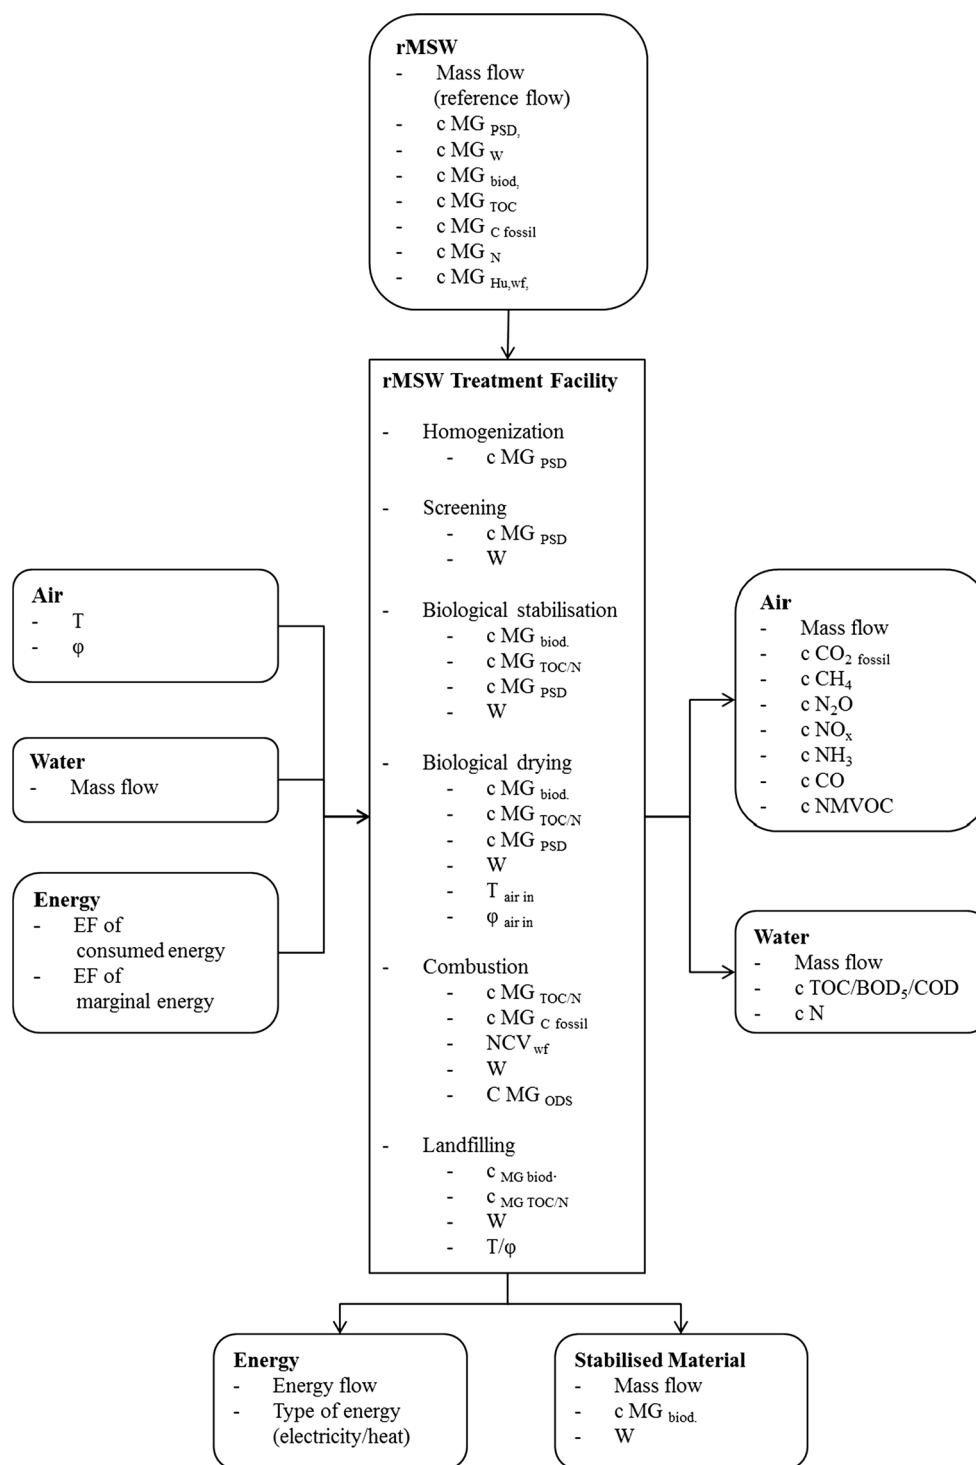 rMSW
- Mass flow
(reference flow)
- c MG PSD,
- c MG W
- c MG biod,
- c MG TOC
- c MG C fossil
- c MG N
- c MG Hu,wf,
rMSW Treatment Facility
- Homogenization
- c MG PSD
- Screening
- c MG PSD
- W
- Biological stabilisation
- c MG biod.
- c MG TOC/N
- c MG PSD
- W
- Biological drying
- c MG biod.
- c MG TOC/N
- c MG PSD
- W
- T air in
- φ air in
- Combustion
- c MG TOC/N
- c MG C fossil
- NCV wf
- W
- C MG ODS
- Landfilling
- c MG biod.
- c MG TOC/N
- W
- T/φ
Air
- T
- φ
Water
- Mass flow
Energy
- EF of
consumed energy
- EF of
marginal energy
Air
- Mass flow
- c CO2 fossil
- c CH4
- c N2O
- c NOx
- c NH3
- c CO
- c NMVOC
Water
- Mass flow
- c TOC/BOD5/COD
- c N
Energy
- Energy flow
- Type of energy
(electricity/heat)
Stabilised Material
- Mass flow
- c MG biod.
- W